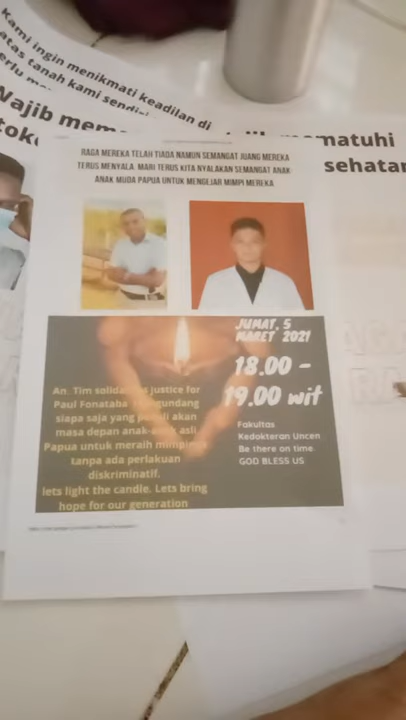 Kami ingin menikmati keadilan di
atas tanah kami sendiri
Najib
matuhi
sehatan
RAGA MEREKA TELAH TIADA NAMUN SEMANGAT JUANG MEREKA
TERUS MENYALA. MARI TERUS KITA NYALAKAN SEMANGAT ANAK
ANAK MUDA PAPUA UNTUK MENGEJAR MIMPI MEREKA
JUMAT, 5
MARET 2021
18.00 -
19.00 wit
An. Tim solidaritas justice for
Paul Fonataba mengundang
siapa saja yang peduli akan
masa depan anak-anak asli
Papua untuk meraih mimpinya
tanpa ada perlakuan
diskriminatif.
lets light the candle. Lets bring
hope for our generation
Fakultas
Kedokteran Uncen
Be there on time
GOD BLESS US